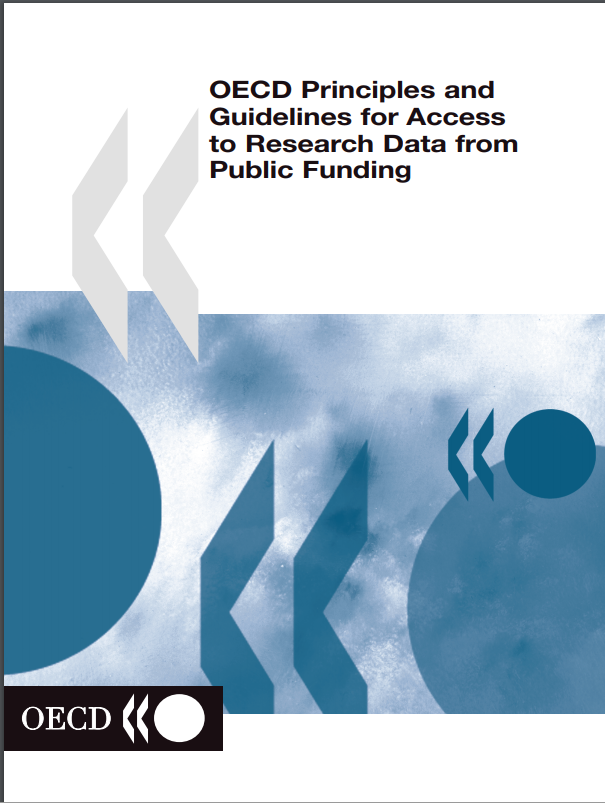 OECD Principles and
Guidelines for Access
to Research Data from
Public Funding
OECD